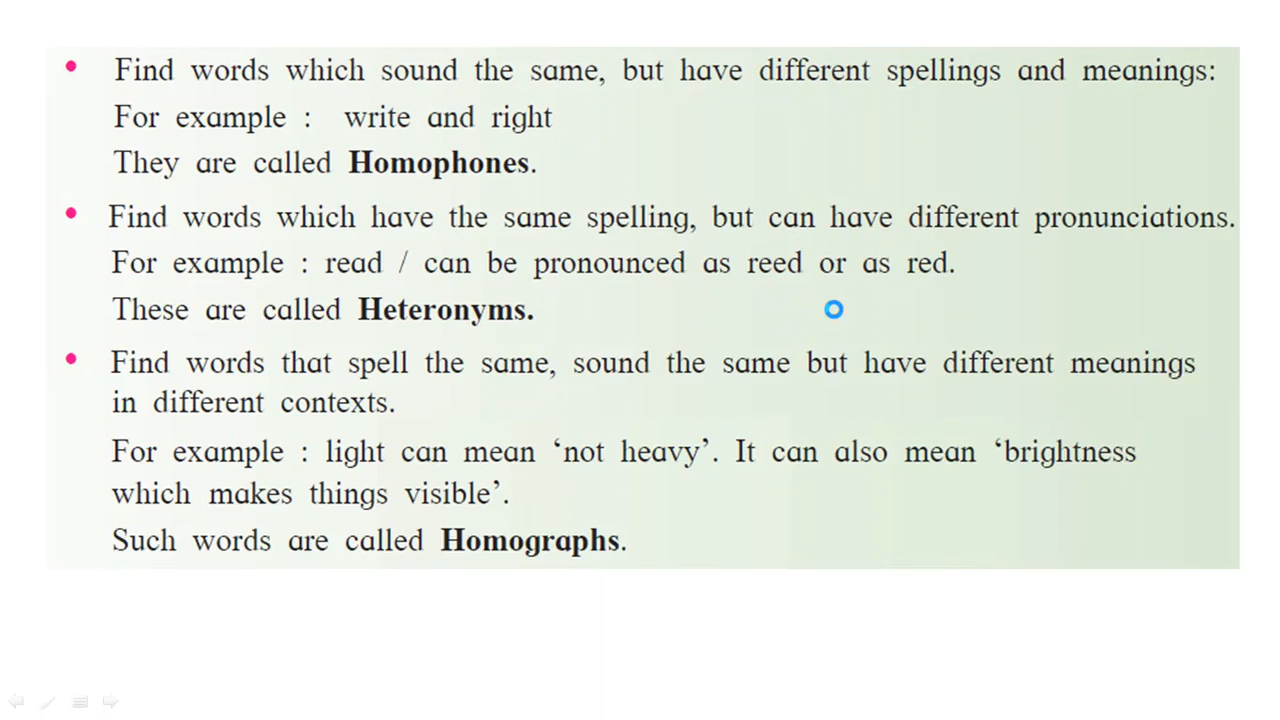 • Find words which sound the same, but have different spellings and meanings:
For example : write and right
They are called Homophones.
• Find words which have the same spelling, but can have different pronunciations.
For example : read / can be pronounced as reed or as red.
These are called Heteronyms.
• Find words that spell the same, sound the same but have different meanings
in different contexts.
For example : light can mean ‘not heavy’. It can also mean ‘brightness
which makes things visible’.
Such words are called Homographs.